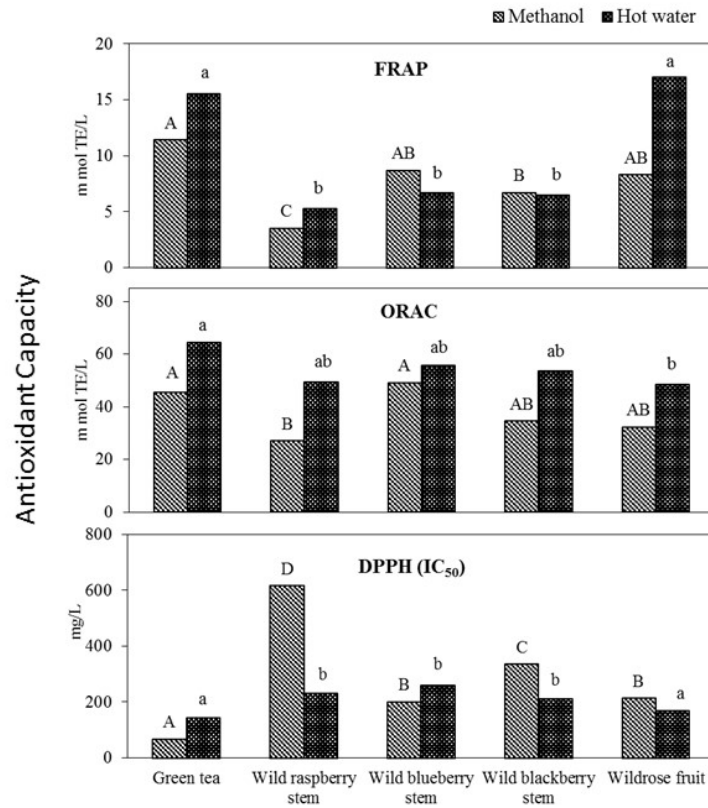 Methanol Hot water
FRAP
20
15
10
5
0
m mol TE/L
A a
C b
AB b
B b
AB a
ORAC
80
60
40
20
0
m mol TE/L
A a
B ab
A ab
AB ab
AB b
Antioxidant Capacity
DPPH (IC₅₀)
800
600
400
200
0
mg/L
A a
D b
B b
C b
B a
Green tea
Wild raspberry
stem
Wild blueberry
stem
Wild blackberry
stem
Wildrose fruit